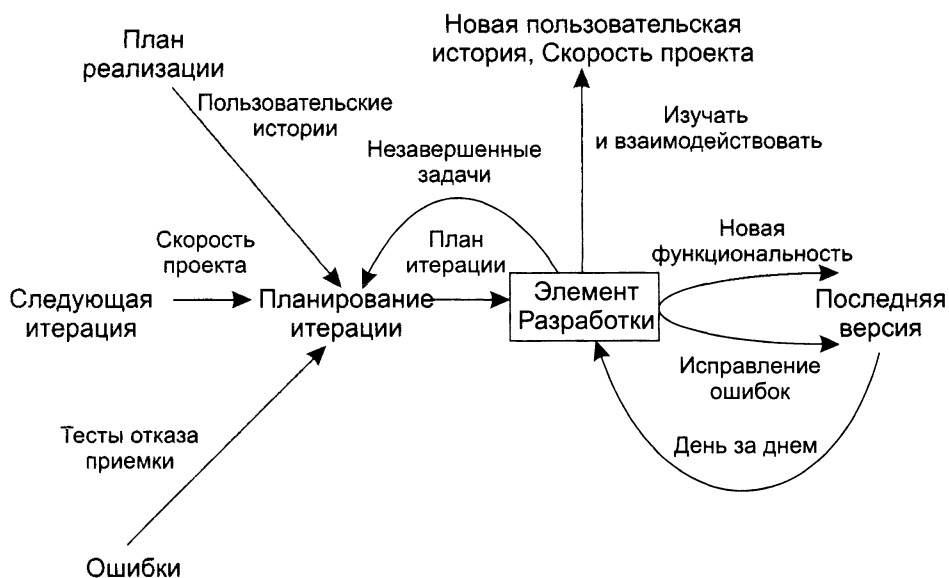 План
реализации
Новая пользовательская
история, Скорость проекта
Пользовательские
истории
Изучать
и взаимодействовать
Незавершенные
задачи
Скорость
проекта
План
итерации
Новая
функциональность
Следующая
итерация
Планирование
итерации
Элемент
Разработки
Последняя
версия
Исправление
ошибок
Тесты отказа
приемки
День за днем
Ошибки